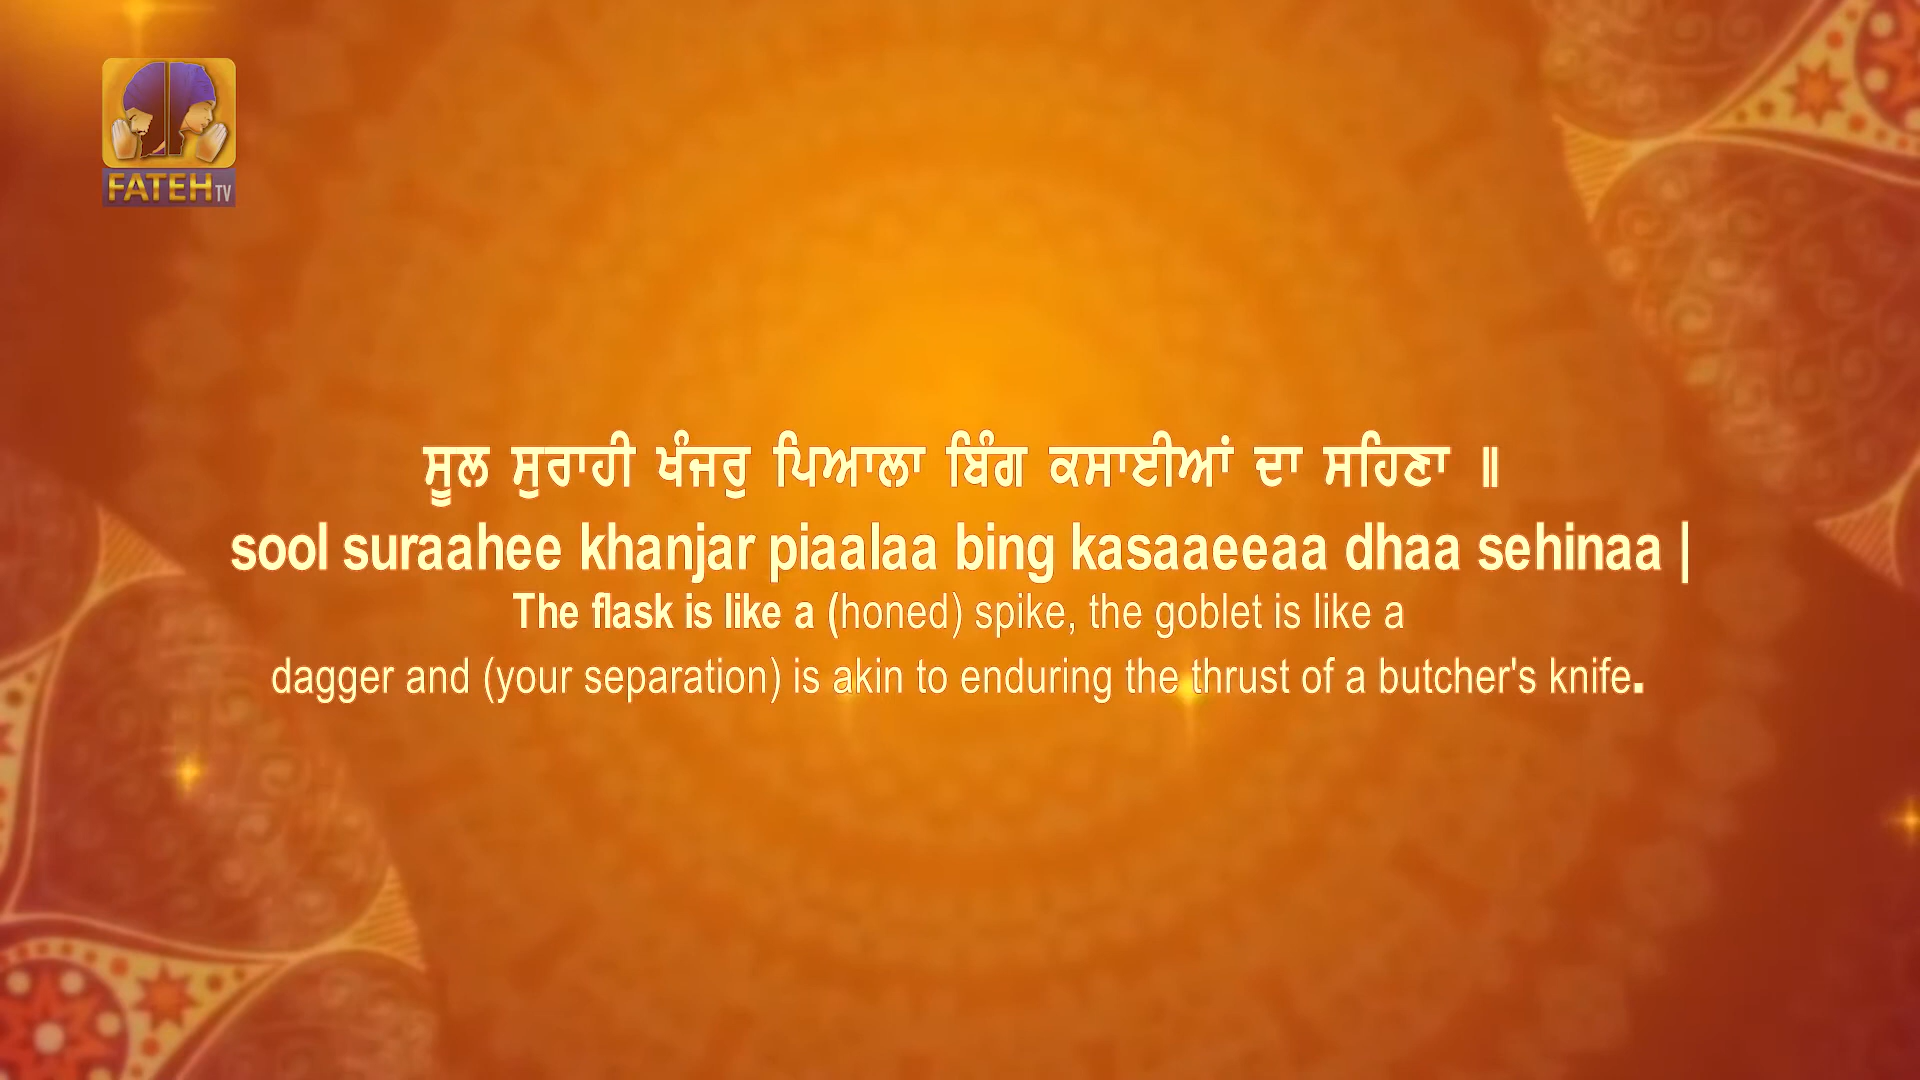 FATEH TV
ਸੂਲ ਸੁਰਾਹੀ ਖੰਜਰੁ ਪਿਆਲਾ ਬਿੰਗ ਕਸਾਈਆਂ ਦਾ ਸਹਿਣਾ ॥
sool suraahee khanjar piaalaa bing kasaaeeaa dhaa sehinaa |
The flask is like a (honed) spike, the goblet is like a
dagger and (your separation) is akin to enduring the thrust of a butcher's knife.